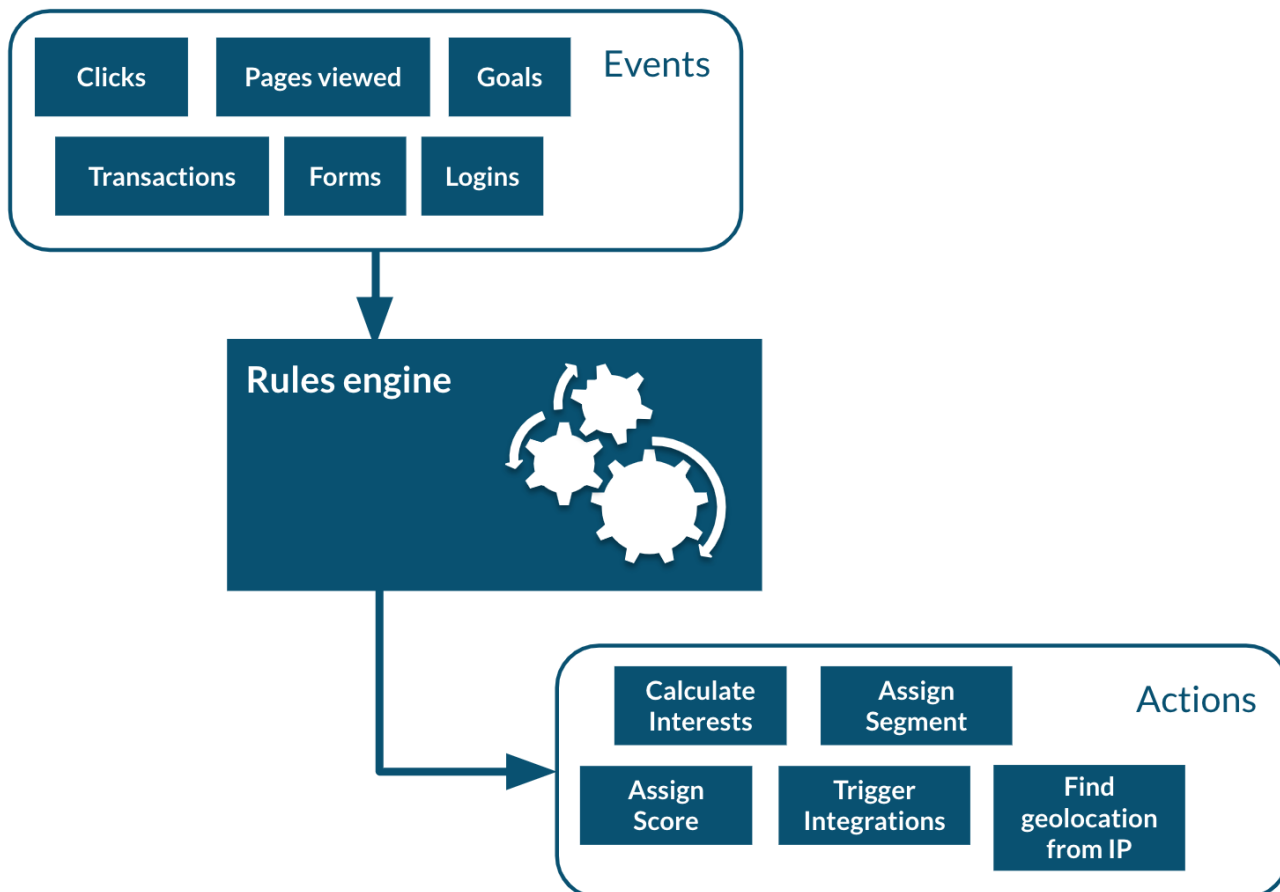 Events
Clicks
Pages viewed
Goals
Transactions
Forms
Logins
Rules engine
Actions
Calculate
Interests
Assign
Segment
Assign
Score
Trigger
Integrations
Find
geolocation
from IP